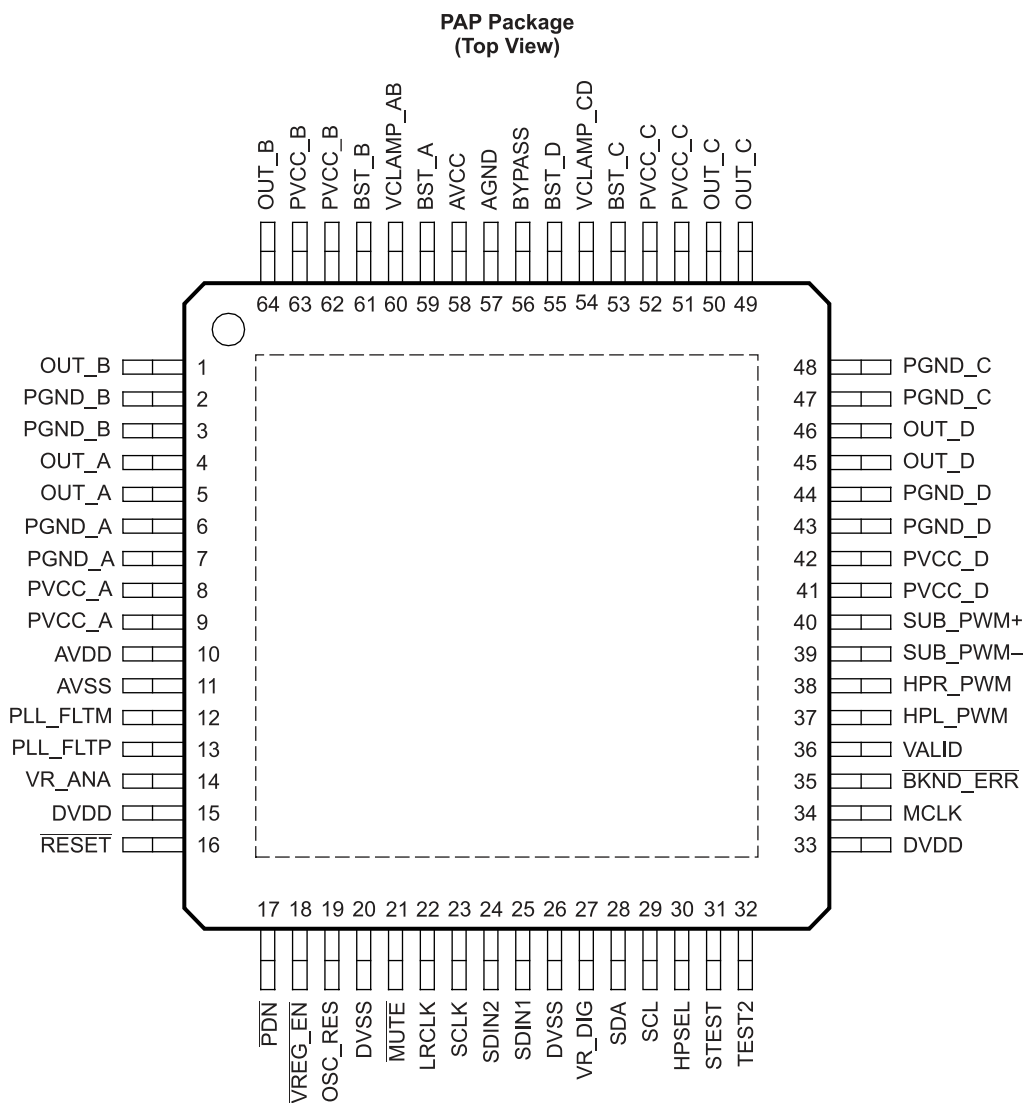 PAP Package
(Top View)
OUT_B
PVCC_B
PVCC_B
BST_B
VCLAMP_AB
BST_A
AVCC
AGND
BYPASS
BST_D
VCLAMP_CD
BST_C
PVCC_C
PVCC_C
OUT_C
OUT_C
64 63 62 61 60 59 58 57 56 55 54 53 52 51 50 49
OUT_B 1 48 PGND_C
PGND_B 2 47 PGND_C
PGND_B 3 46 OUT_D
OUT_A 4 45 OUT_D
OUT_A 5 44 PGND_D
PGND_A 6 43 PGND_D
PGND_A 7 42 PVCC_D
PVCC_A 8 41 PVCC_D
PVCC_A 9 40 SUB_PWM+
AVDD 10 39 SUB_PWM–
AVSS 11 38 HPR_PWM
PLL_FLTM 12 37 HPL_PWM
PLL_FLTP 13 36 VALID
VR_ANA 14 35 BKND_ERR
DVDD 15 34 MCLK
RESET 16 33 DVDD
17 18 19 20 21 22 23 24 25 26 27 28 29 30 31 32
PDN
VREG_EN
OSC_RES
DVSS
MUTE
LRCLK
SCLK
SDIN2
SDIN1
DVSS
VR_DIG
SDA
SCL
HPSEL
STEST
TEST2